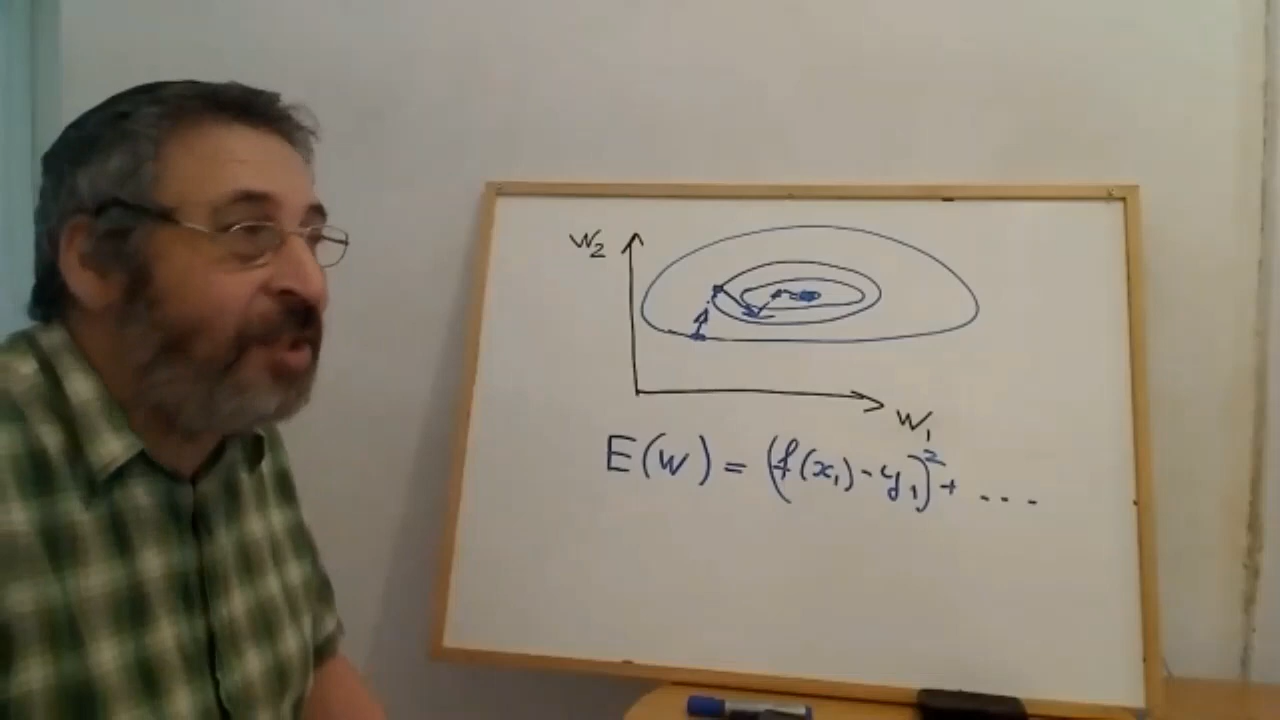 W₂
W₁
E(W) = (f(x₁) - y₁)² + ....